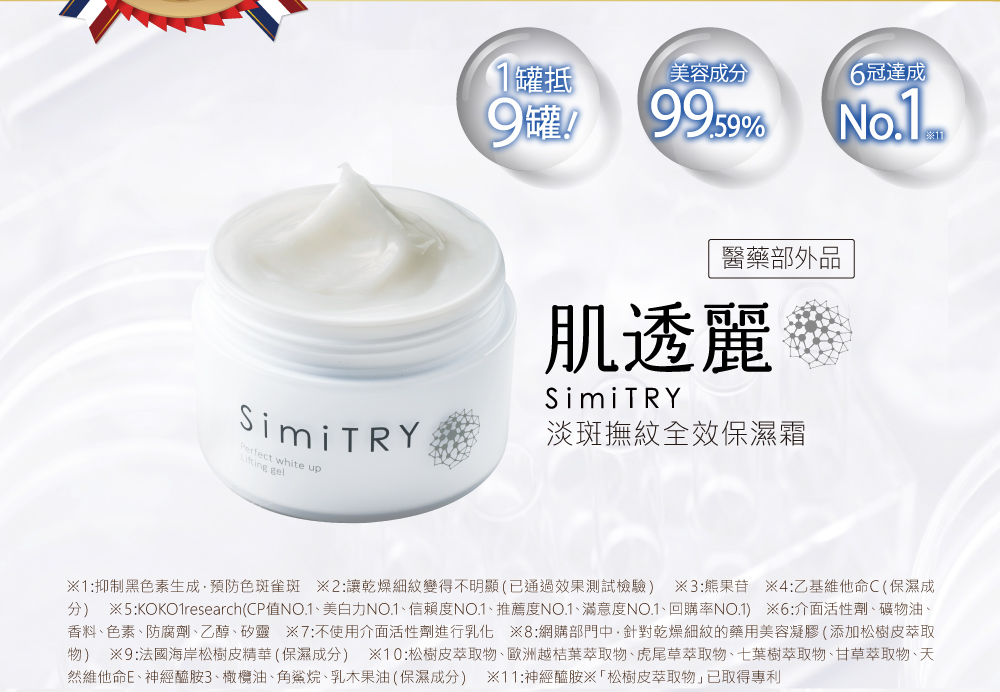 1罐抵
9罐!
美容成分
99.59%
6冠達成
No.1※11
醫藥部外品
肌透麗
SimiTRY
淡斑撫紋全效保濕霜
SimiTRY
Perfect white up
Lifting gel
※1:抑制黑色素生成‧預防色斑雀斑 ※2:讓乾燥細紋變得不明顯(已通過效果測試檢驗) ※3:熊果苷 ※4:乙基維他命C(保濕成
分) ※5:KOKO1research(CP值NO.1、美白力NO.1、信賴度NO.1、推薦度NO.1、滿意度NO.1、回購率NO.1) ※6:介面活性劑、礦物油、
香料、色素、防腐劑、乙醇、矽靈 ※7:不使用介面活性劑進行乳化 ※8:網購部門中‧針對乾燥細紋的藥用美容凝膠(添加松樹皮萃取
物) ※9:法國海岸松樹皮精華(保濕成分) ※10:松樹皮萃取物、歐洲越桔葉萃取物、虎尾草萃取物、七葉樹萃取物、甘草萃取物、天
然維他命E、神經醯胺3、橄欖油、角鯊烷、乳木果油(保濕成分) ※11:神經醯胺※「松樹皮萃取物」已取得專利